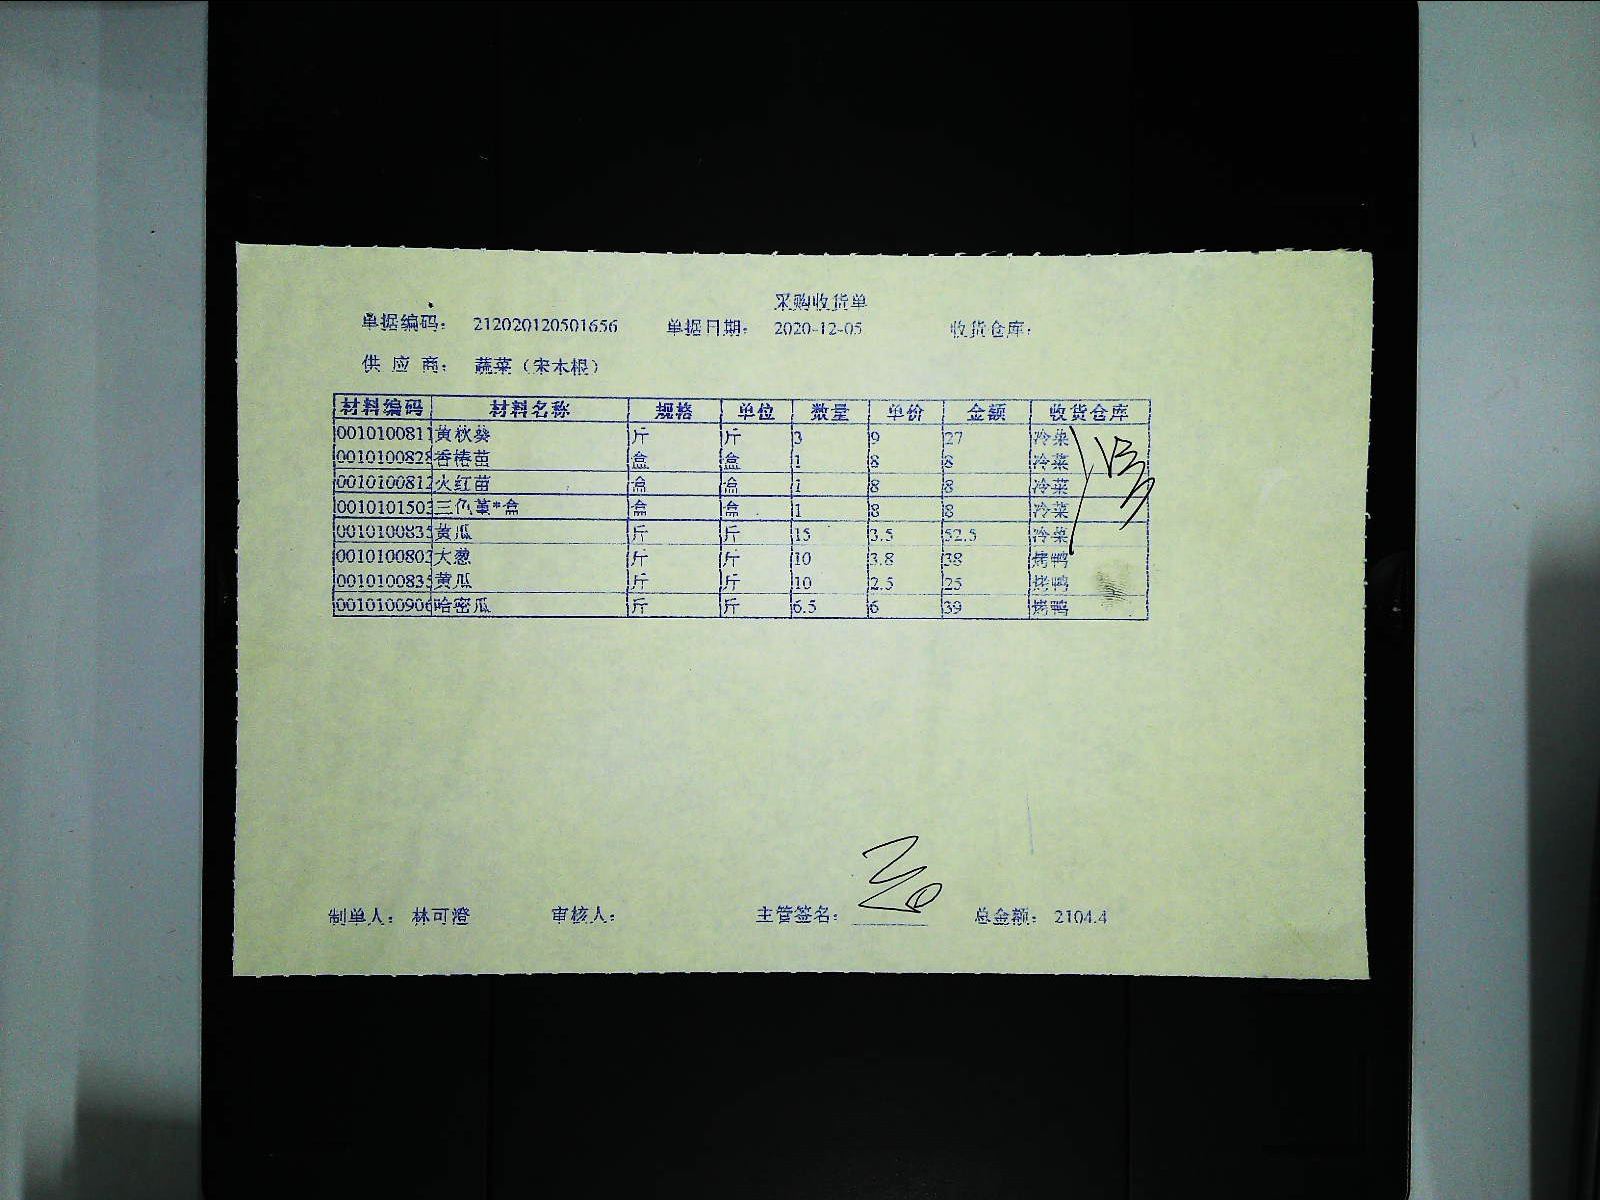 采购收货单
单据编码： 212020120501656 单据日期： 2020-12-05 收货仓库：
供 应 商： 蔬菜（宋本根）
材料编码 材料名称 规格 单位 数量 单价 金额 收货仓库
0010100811 黄秋葵 斤 斤 3 9 27 冷菜
0010100828 香椿苗 盒 盒 1 8 8 冷菜
0010100812 火红苗 盒 盒 1 8 8 冷菜
0010101503 三色堇*盒 盒 盒 1 8 8 冷菜
0010100835 黄瓜 斤 斤 15 3.5 52.5 冷菜
0010100803 大葱 斤 斤 10 3.8 38 烤鸭
0010100835 黄瓜 斤 斤 10 2.5 25 烤鸭
0010100906 哈密瓜 斤 斤 6.5 6 39 烤鸭
制单人： 林可澄 审核人： 主管签名： 总金额： 2104.4